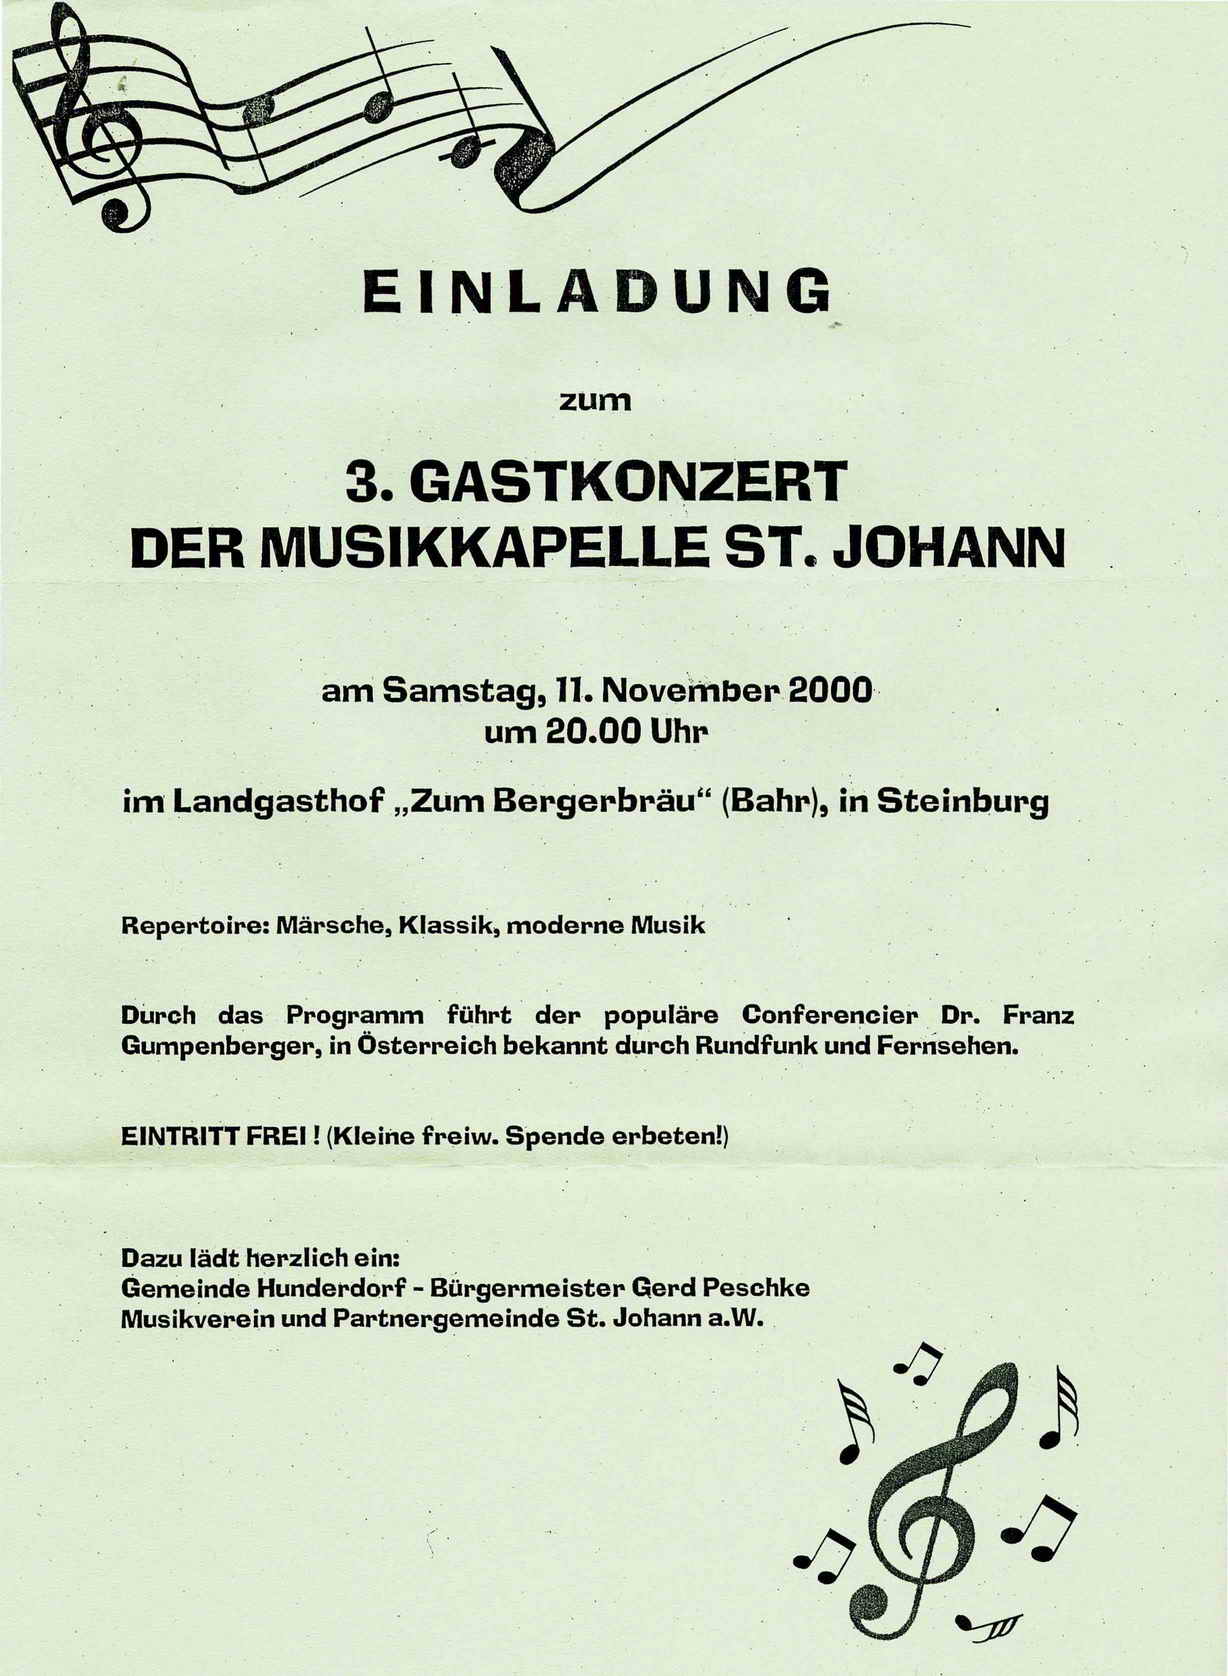 EINLADUNG
zum
3. GASTKONZERT
DER MUSIKKAPELLE ST. JOHANN
am Samstag, 11. November 2000
um 20.00 Uhr
im Landgasthof „Zum Bergerbräu“ (Bahr), in Steinburg
Repertoire: Märsche, Klassik, moderne Musik
Durch das Programm führt der populäre Conferencier Dr. Franz
Gumpenberger, in Österreich bekannt durch Rundfunk und Fernsehen.
EINTRITT FREI ! (Kleine freiw. Spende erbeten!)
Dazu lädt herzlich ein:
Gemeinde Hunderdorf - Bürgermeister Gerd Peschke
Musikverein und Partnergemeinde St. Johann a.W.